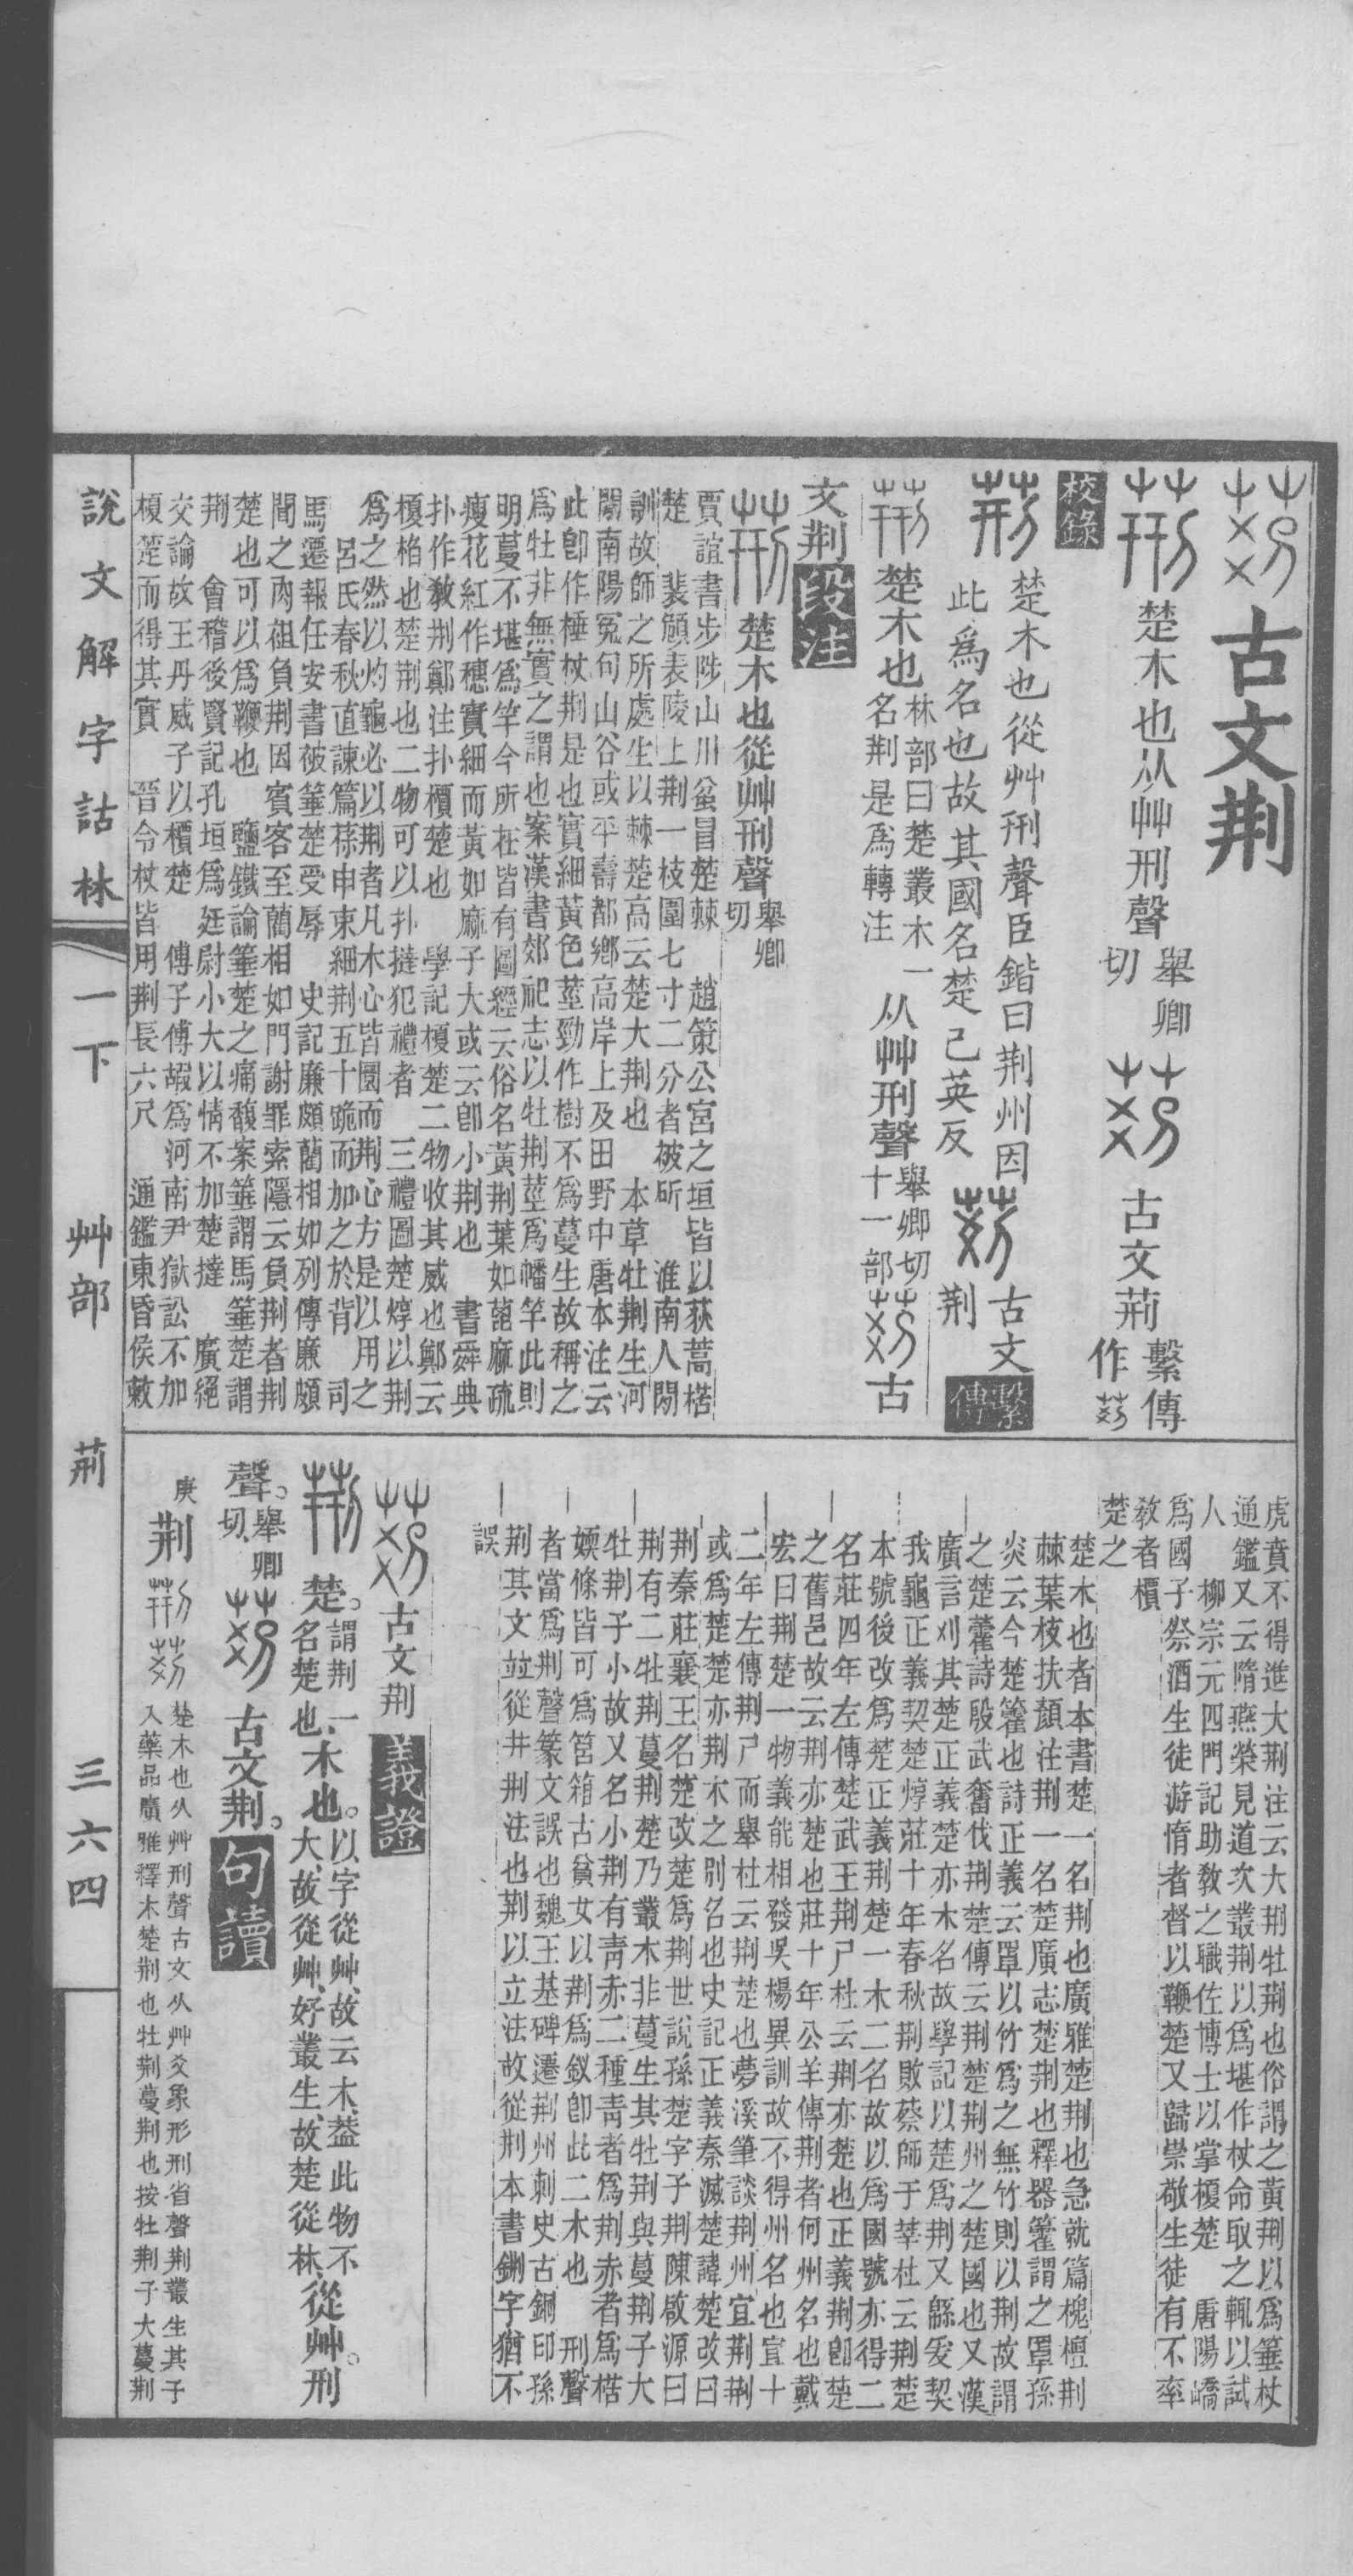 古文荆
楚木也从艸刑聲舉卿切 古文荆繫傳作
校錄
楚木也從艸刑聲臣鍇曰荆州因
此爲名也故其國名楚己英反 古文
荆 繫傳
楚木也林部曰楚叢木一名荆是爲轉注从艸刑聲舉卿切十一部 古
文荆段注
楚木也從艸刑聲舉卿切
賈誼書步陟山川蚠冒楚棘 趙策公宮之垣皆以荻蒿楛
楚 裴頠表陵上荆一枝圍七寸二分者被斫 淮南人閒
訓故師之所處生以棘楚高云楚大荆也 本草牡荆生河
閒南陽冤句山谷或平壽都鄉高岸上及田野中唐本注云
此卽作棰杖荆是也實細黃色莖勁作樹不爲蔓生故稱之
爲牡非無實之謂也案漢書郊祀志以牡荆莖爲幡竿此則
明蔓不堪爲竿今所在皆有圖經云俗名黃荆葉如蓖麻疏
瘦花紅作穗實細而黃如麻子大或云卽小荆也 書舜典
扑作敎荆鄭注扑檟楚也 學記榎楚二物收其威也鄭云
榎榙也楚荆也二物可以扑撻犯禮者 三禮圖楚焞以荆
爲之然以灼龜必以荆者凡木心皆圜而荆心方是以用之
呂氏春秋直諫篇葆申束細荆五十跪而加之於背 司
馬遷報任安書被箠楚受辱 史記廉頗藺相如列傳廉頗
聞之肉袒負荆因賓客至藺相如門謝罪索隱云負荆者荆
楚也可以爲鞭也 鹽鐵論箠楚之痛馥案箠謂馬箠楚謂
荆 會稽後賢記孔垣爲廷尉小大以情不加楚撻 廣絕
交論故王丹威子以檟楚 傅子傅嘏爲河南尹獄訟不加
榎楚而得其實 晉令杖皆用荆長六尺 通鑑東昏侯敕
虎賁不得進大荆注云大荆牡荆也俗謂之黃荆以爲箠杖
通鑑又云隋燕榮見道次叢荆以爲堪作杖命取之輒以試
人 柳宗元四門記助敎之職佐博士以掌榎楚 唐陽嶠
爲國子祭酒生徒游惰者督以鞭楚又歸崇敬生徒有不率
敎者檟
楚之
楚木也者本書楚一名荆也廣雅楚荆也急就篇槐檀荆
棘葉枝扶顏注荆一名楚廣志楚荆也釋器籗謂之罩孫
炎云今楚籗也詩正義云罩以竹爲之無竹則以荆故謂
之楚籗詩殷武奮伐荆楚傳云荆楚荆州之楚國也又漢
廣言刈其楚正義楚亦木名故學記以楚爲荆又緜爰契
我龜正義契楚焞莊十年春秋荆敗蔡師于莘杜云荆楚
本號後改爲楚正義荆楚一木二名故以爲國號亦得二
名莊四年左傳楚武王荆尸杜云荆亦楚也正義荆卽楚
之舊邑故云荆亦楚也莊十年公羊傳荆者何州名也戴
宏曰荆楚一物義能相發吳楊異訓故不得州名也宣十
二年左傳荆尸而舉杜云荆楚也夢溪筆談荆州宜荆荆
或爲楚楚亦荆木之別名也史記正義秦滅楚諱楚改曰
荆秦莊襄王名楚改楚爲荆世說孫楚字子荆陳啟源曰
荆有二牡荆蔓荆楚乃叢木非蔓生其牡荆與蔓荆子大
牡荆子小故又名小荆有靑赤二種靑者爲荆赤者爲楛
嫫條皆可爲筥箱古貧女以荆爲釵卽此二木也 刑聲
者當爲荆聲篆文誤也魏王基碑遷荆州刺史古銅印孫
荆其文竝從井荆法也荆以立法故從荆本書鉶字猶不
誤
古文荆 義證
楚。謂荆一名楚也、木也。以字從艸、故云木、葢此物不大、故從艸、好叢生、故楚從林、從艸。刑
聲。舉卿切、 古文荆。句讀
庚 荆 楚木也从艸刑聲古文从艸㸚象形刑省聲荆叢生其子
入藥品廣雅釋木楚荆也牡荆蔓荆也按牡荆子大蔓荆
說文解字詁林 一下 艸部 荊 三六四